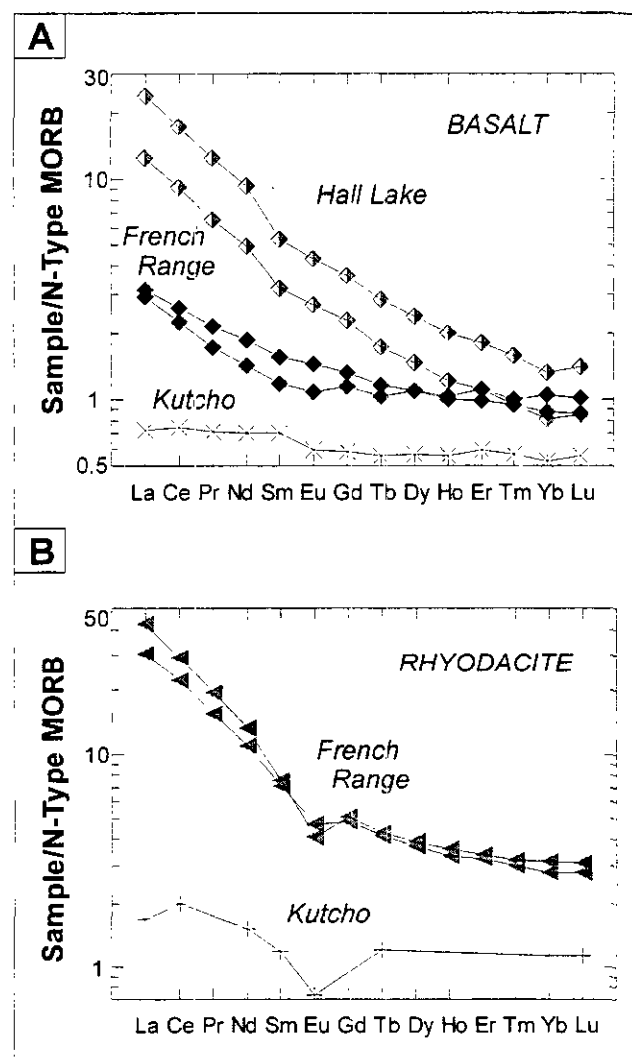 A
30
BASALT
Hall Lake
10
French
Range
Sample/N-Type MORB
Kutcho
1
0.5
La Ce Pr Nd Sm Eu Gd Tb Dy Ho Er Tm Yb Lu
B
50
RHYODACITE
Sample/N-Type MORB
10
French
Range
Kutcho
1
La Ce Pr Nd Sm Eu Gd Tb Dy Ho Er Tm Yb Lu